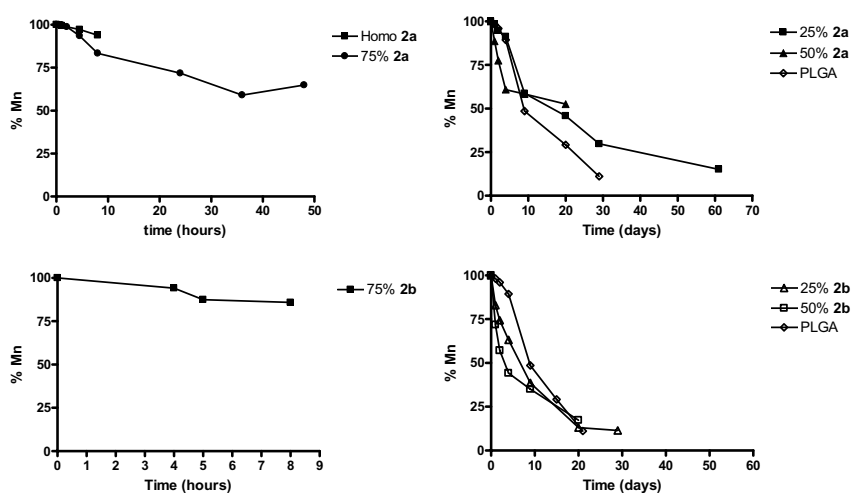 100
75
50
25
0
% Mn
0 10 20 30 40 50
time (hours)
Homo 2a
75% 2a
100
75
50
25
0
% Mn
0 10 20 30 40 50 60 70
Time (days)
25% 2a
50% 2a
PLGA
100
75
50
25
0
% Mn
0 1 2 3 4 5 6 7 8 9
Time (hours)
75% 2b
100
75
50
25
0
% Mn
0 10 20 30 40 50 60
Time (days)
25% 2b
50% 2b
PLGA